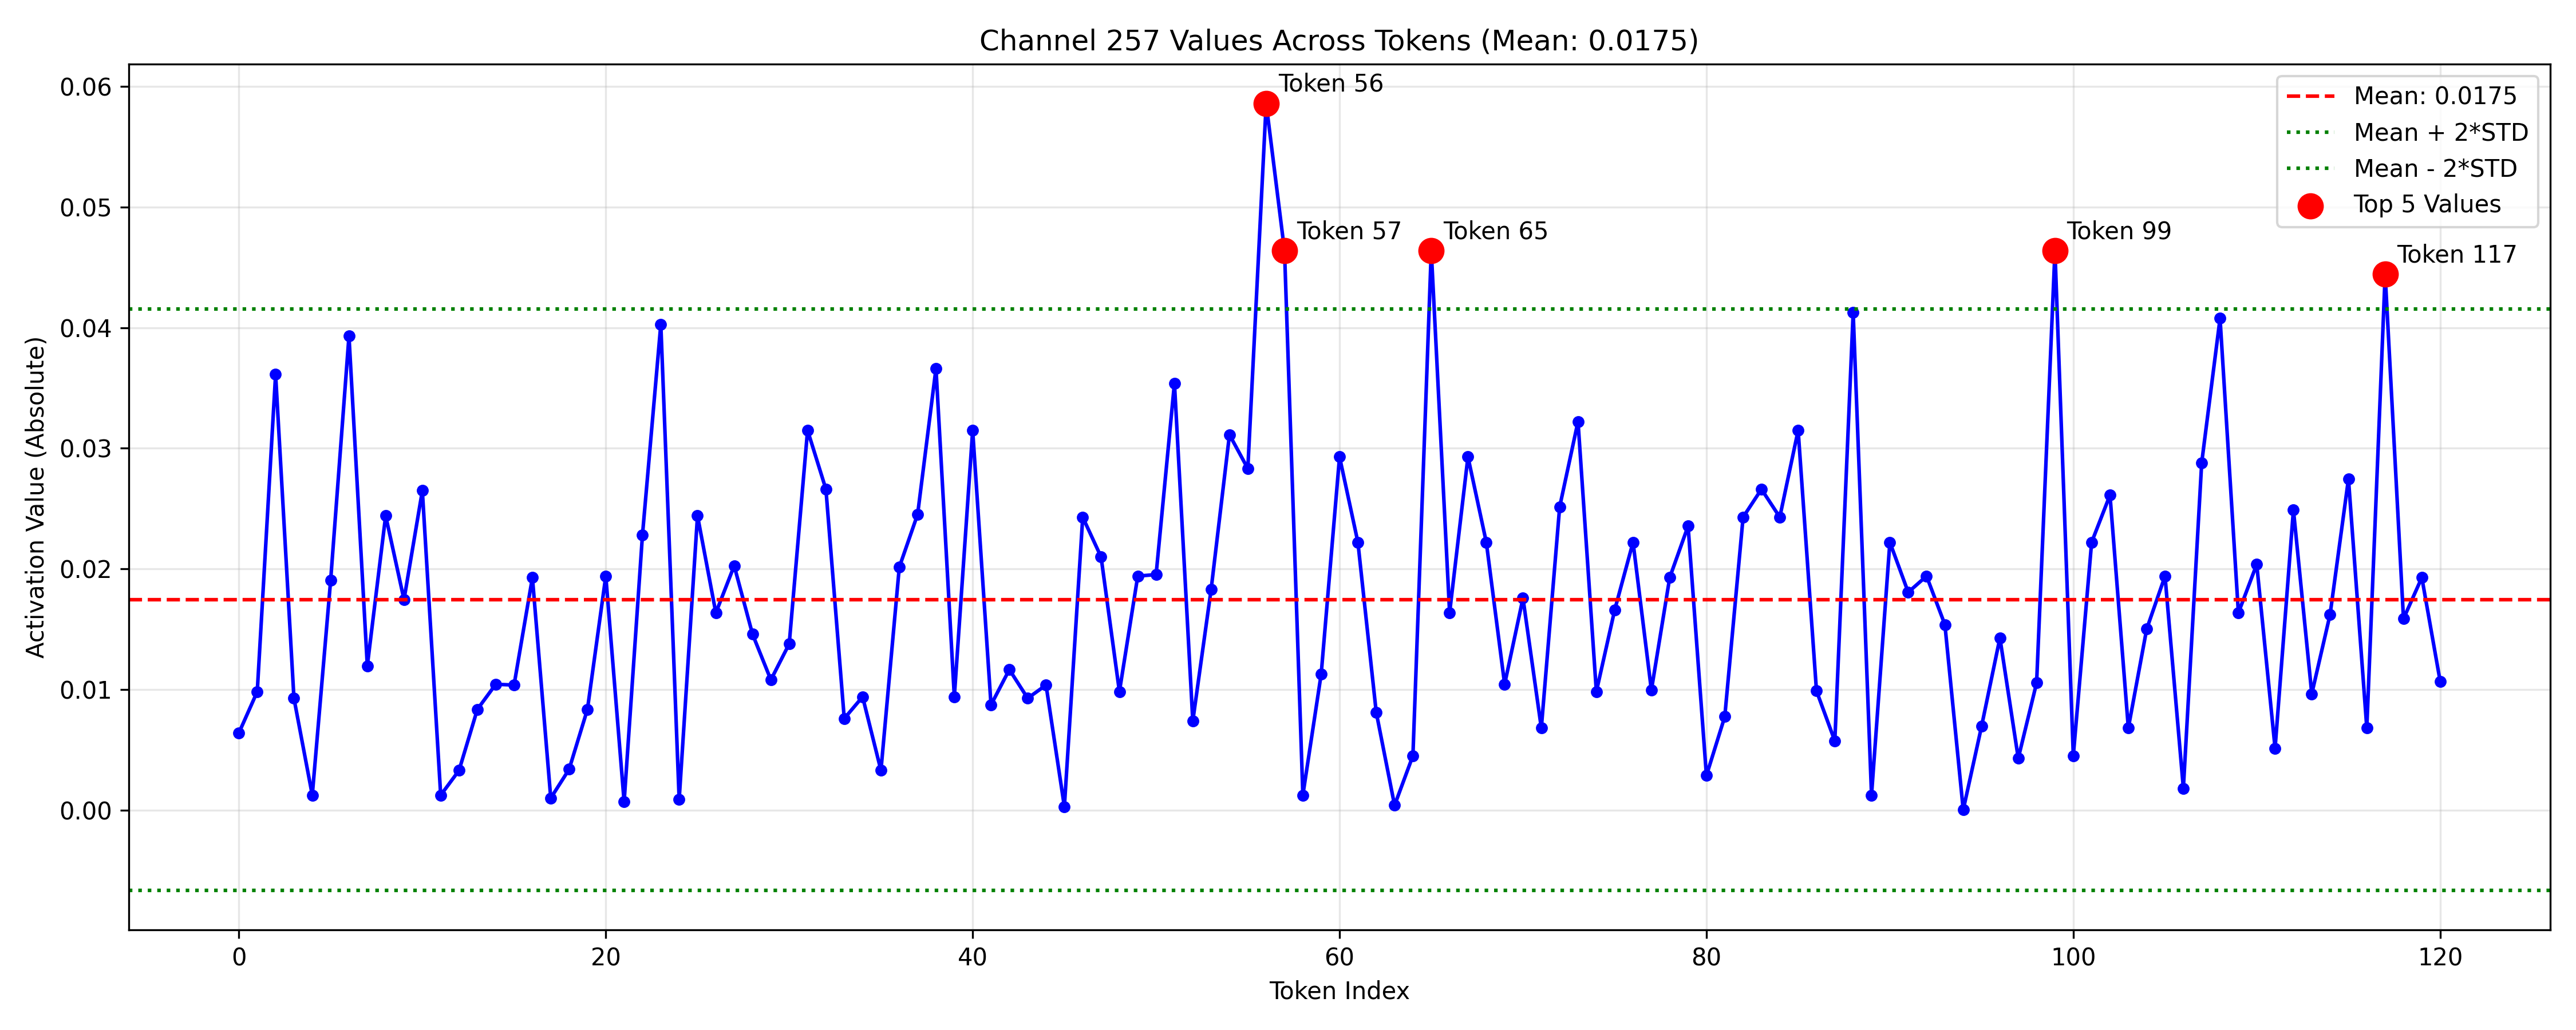 Channel 257 Values Across Tokens (Mean: 0.0175)
Token 56
Mean: 0.0175
Mean + 2*STD
Mean - 2*STD
Top 5 Values
Token 57
Token 65
Token 99
Token 117
Activation Value (Absolute)
0.06
0.05
0.04
0.03
0.02
0.01
0.00
0 20 40 60 80 100 120
Token Index